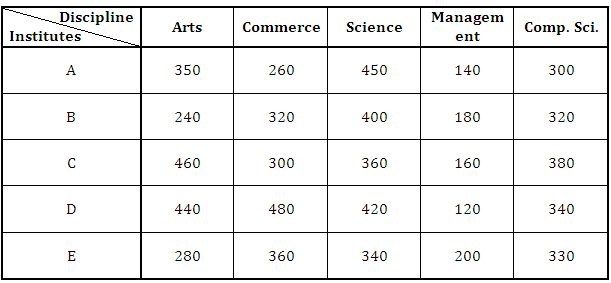 Discipline
Institutes
Arts
Commerce
Science
Managem
ent
Comp. Sci.
A 350 260 450 140 300
B 240 320 400 180 320
C 460 300 360 160 380
D 440 480 420 120 340
E 280 360 340 200 330